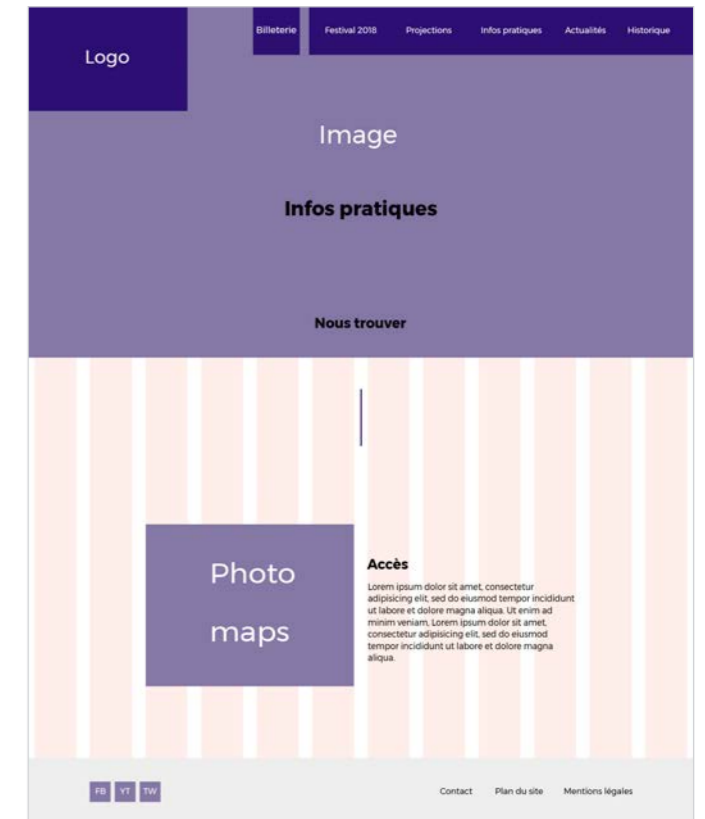 Logo
Billeterie
Festival 2018
Projections
Infos pratiques
Actualités
Historique
Image
Infos pratiques
Nous trouver
Photo
maps
Accès
Lorem ipsum dolor sit amet, consectetur
adipisicing elit, sed do eiusmod tempor incididunt
ut labore et dolore magna aliqua. Ut enim ad
minim veniam, Lorem ipsum dolor sit amet,
consectetur adipisicing elit, sed do eiusmod
tempor incididunt ut labore et dolore magna
aliqua.
FB
YT
TW
Contact
Plan du site
Mentions légales